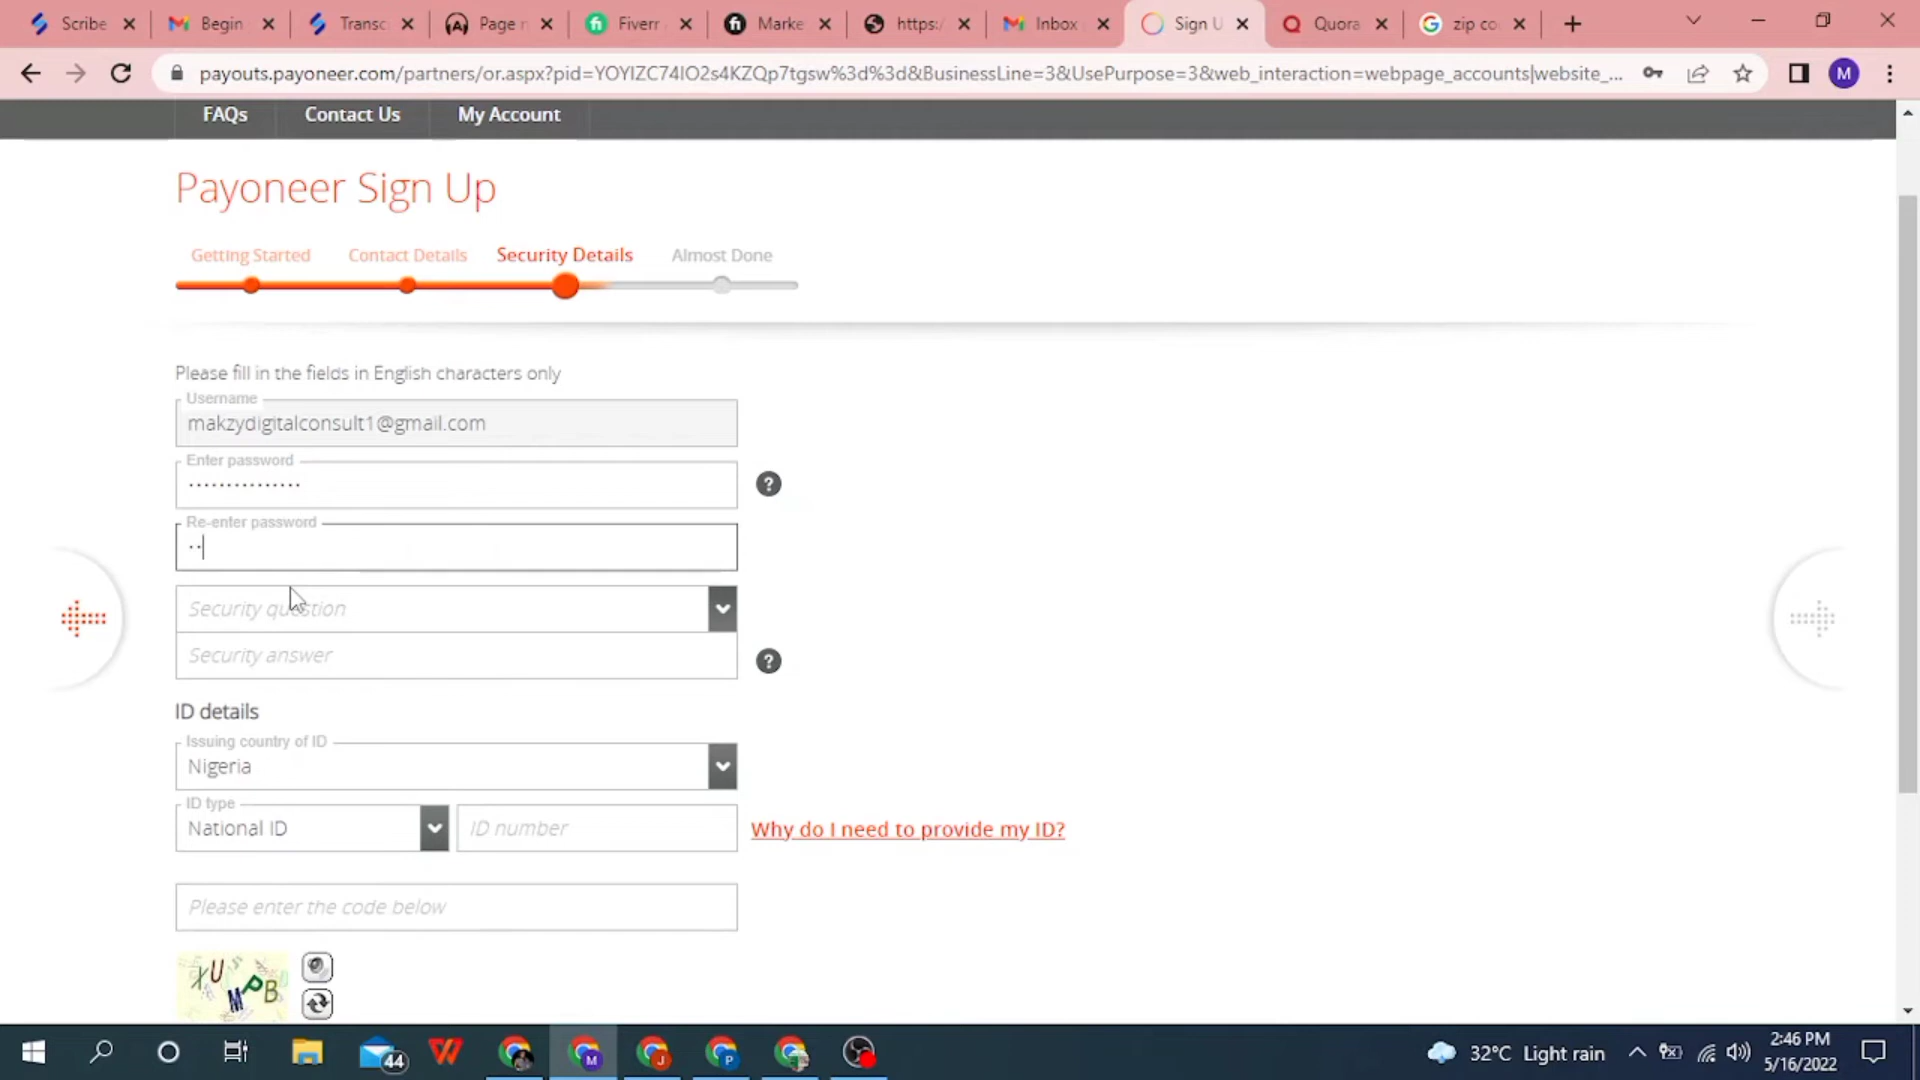 Scribe
Begin
Transc
Page n
Fiverr
Marke
https:/
Inbox
Sign U
Quora
zip co
payouts.payoneer.com/partners/or.aspx?pid=YOYIZC74IO2s4KZQp7tgsw%3d%3d&BusinessLine=3&UsePurpose=3&web_interaction=webpage_accounts|website_...
M
FAQs
Contact Us
My Account
Payoneer Sign Up
Getting Started
Contact Details
Security Details
Almost Done
Please fill in the fields in English characters only
Username
makzydigitalconsult1@gmail.com
Enter password
Re-enter password
Security question
Security answer
ID details
Issuing country of ID
Nigeria
ID type
National ID
ID number
Why do I need to provide my ID?
Please enter the code below
XUMPB
44
32°C Light rain
2:46 PM
5/16/2022